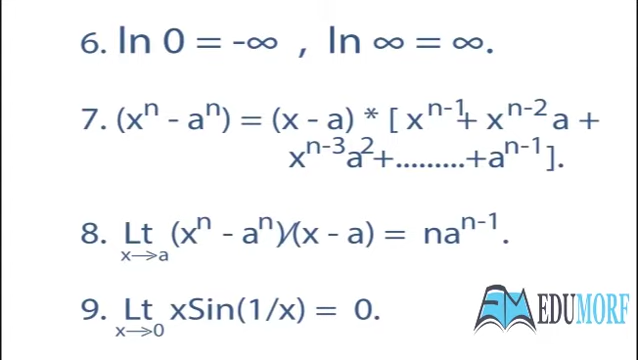 6. ln 0 = -∞ , ln ∞ = ∞.
7. (xⁿ - aⁿ) = (x - a) * [ xⁿ⁻¹+ xⁿ⁻²a +
xⁿ⁻³a²+.........+aⁿ⁻¹].
8. Lt (xⁿ - aⁿ)/(x - a) = naⁿ⁻¹.
x→a
9. Lt xSin(1/x) = 0.
x→0
EM EDUMORF